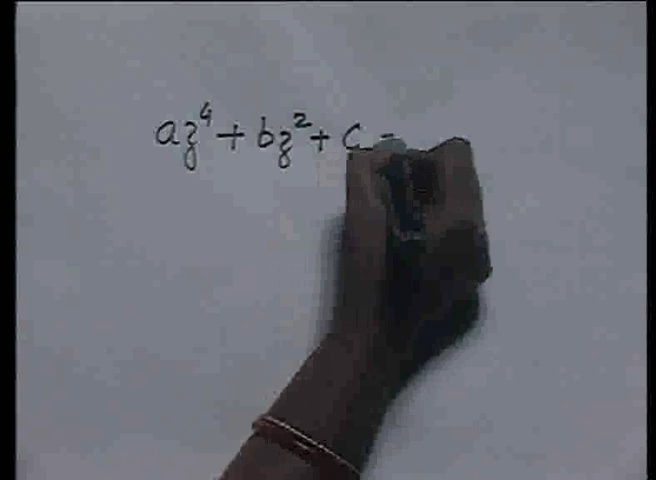 az⁴ + bz² + c =